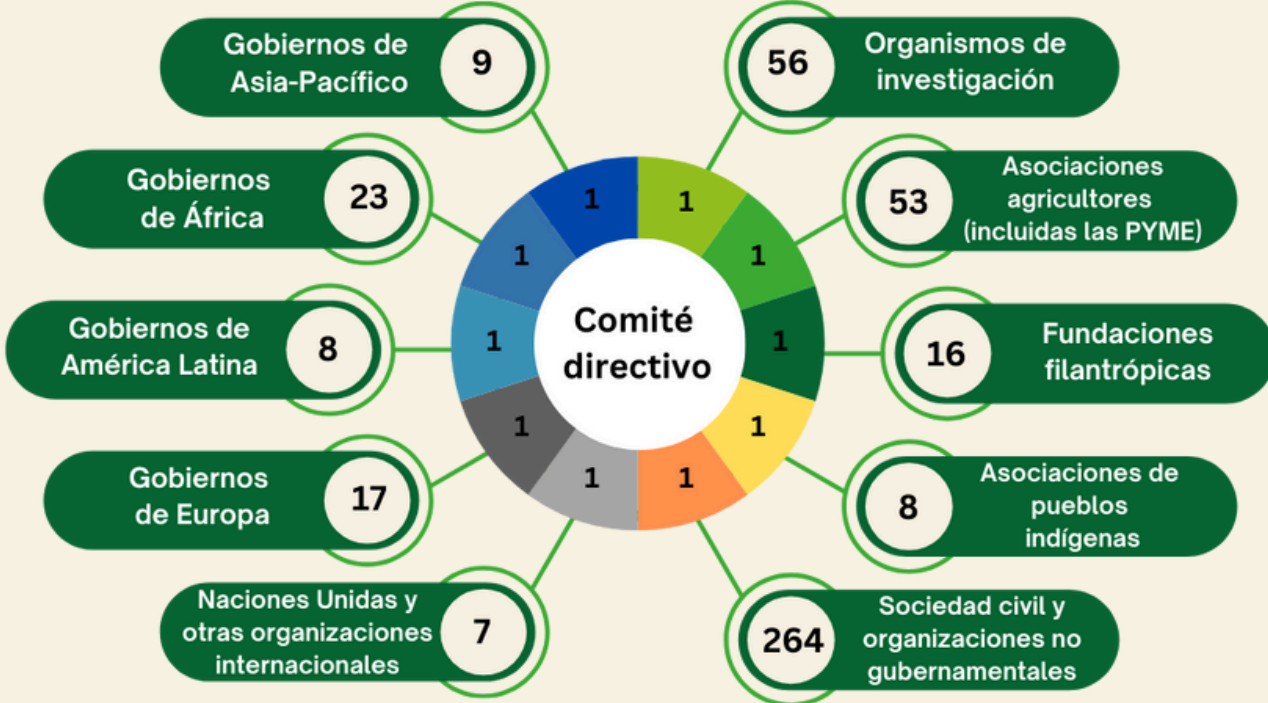 Gobiernos de
Asia-Pacífico
9
56
Organismos de
investigación
Gobiernos
de África
23
53
Asociaciones
agricultores
(incluidas las PYME)
Gobiernos de
América Latina
8
16
Fundaciones
filantrópicas
Gobiernos
de Europa
17
8
Asociaciones de
pueblos
indígenas
Naciones Unidas y
otras organizaciones
internacionales
7
264
Sociedad civil y
organizaciones no
gubernamentales
1
1
1
1
1
1
1
1
1
1
Comité
directivo